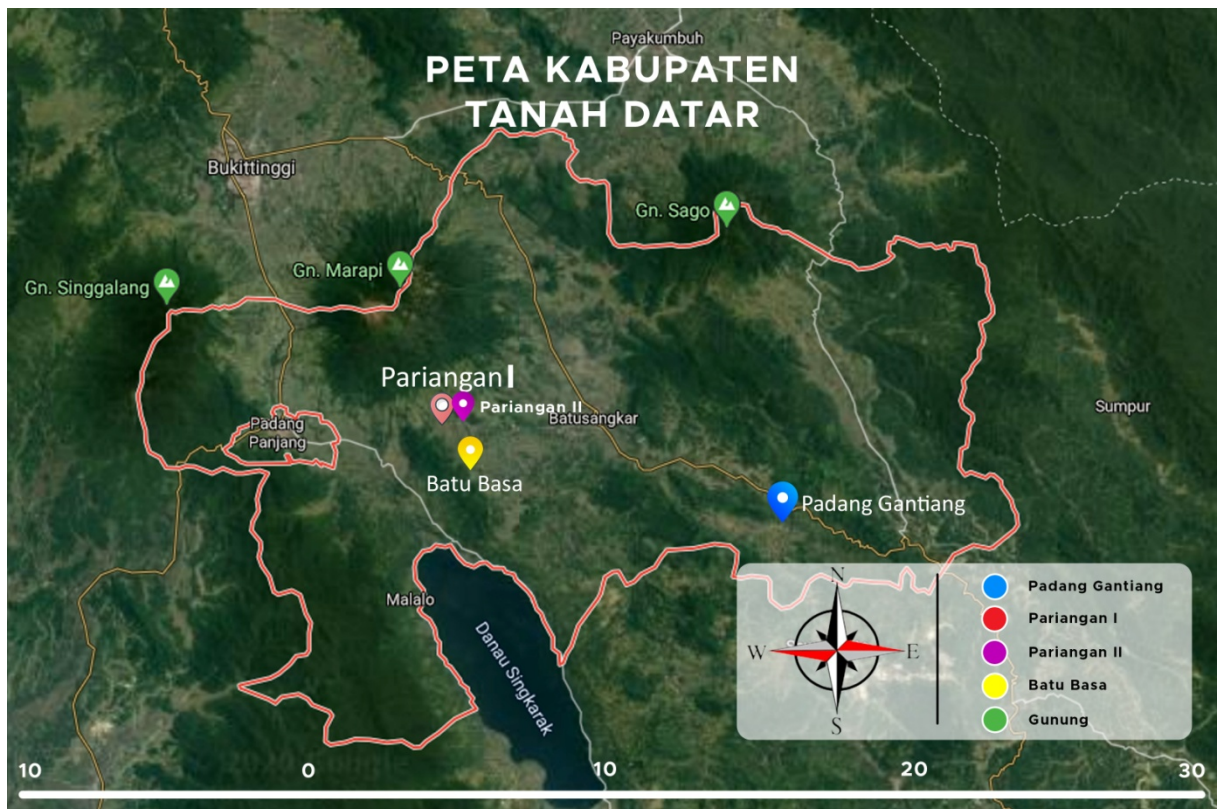 Payakumbuh
PETA KABUPATEN
TANAH DATAR
Bukittinggi
Gn. Sago
Gn. Marapi
Gn. Singgalang
Pariangan I
Pariangan II
Batusangkar
Sumpur
Padang
Panjang
Batu Basa
Padang Gantiang
Malalo
Danau Singkarak
N
W
E
S
Padang Gantiang
Pariangan I
Pariangan II
Batu Basa
Gunung
10 0 10 20 30